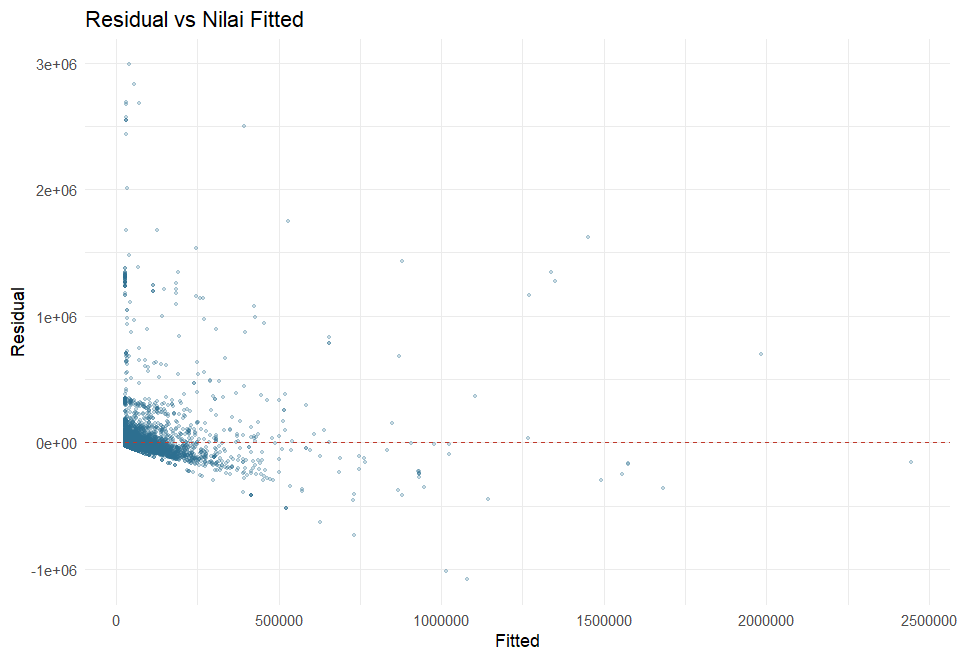 Residual vs Nilai Fitted
3e+06
2e+06
1e+06
0e+00
-1e+06
Residual
0 500000 1000000 1500000 2000000 2500000
Fitted